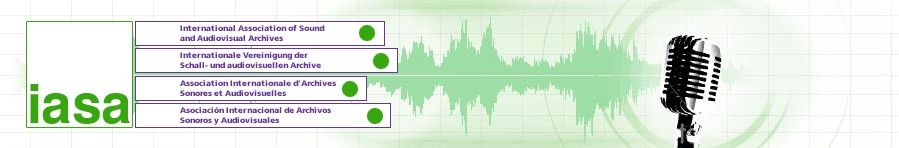 iasa
International Association of Sound
and Audiovisual Archives
Internationale Vereinigung der
Schall- und audiovisuellen Archive
Association Internationale d'Archives
Sonores et Audiovisuelles
Asociación Internacional de Archivos
Sonoros y Audiovisuales